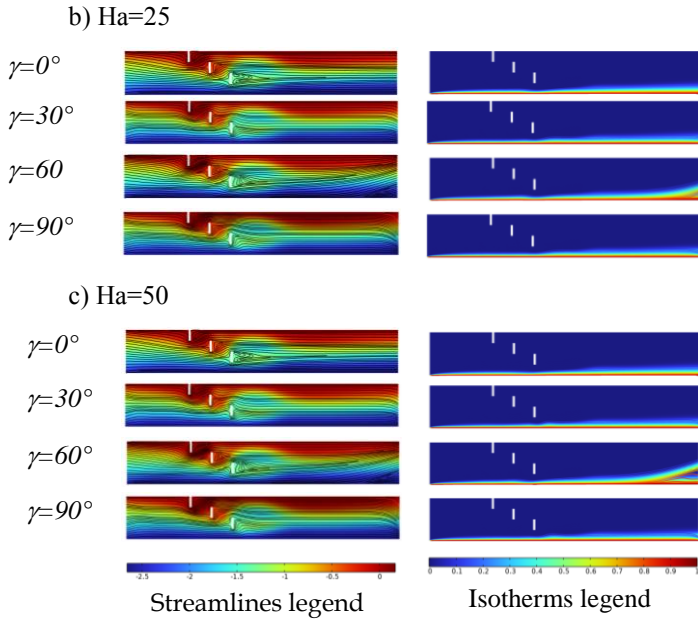 b) Ha=25
γ=0°
γ=30°
γ=60
γ=90°
c) Ha=50
γ=0°
γ=30°
γ=60°
γ=90°
-2.5 -2 -1.5 -1 -0.5 0
0 0.1 0.2 0.3 0.4 0.5 0.6 0.7 0.8 0.9 1
Streamlines legend
Isotherms legend